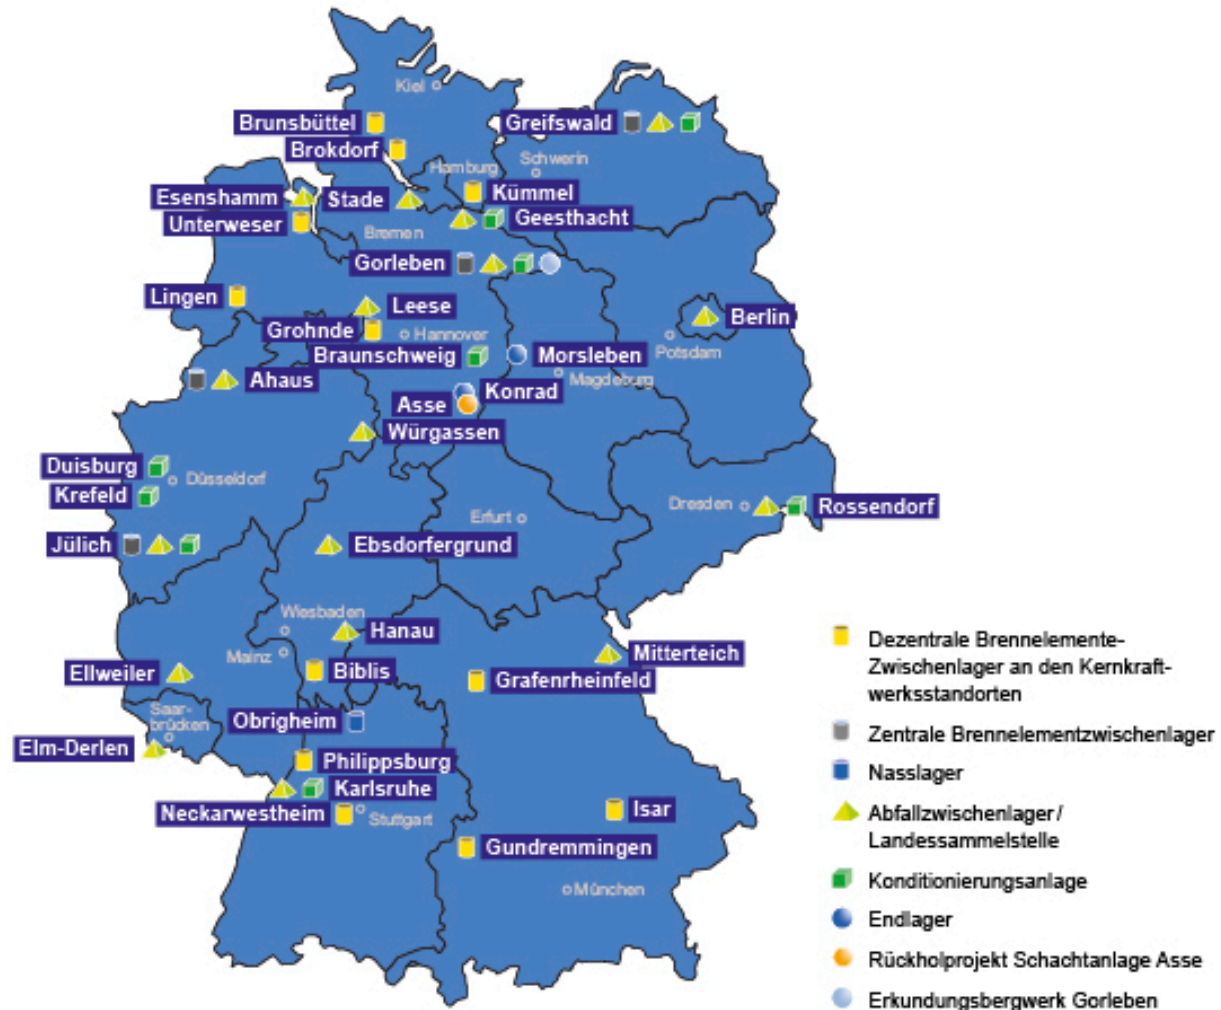 Kiel
Brunsbüttel
Greifswald
Brokdorf
Schwerin
Hamburg
Esenshamm
Stade
Kümmel
Unterweser
Geesthacht
Bremen
Gorleben
Lingen
Leese
Berlin
Grohnde
Hannover
Braunschweig
Morsleben
Potsdam
Ahaus
Magdeburg
Konrad
Asse
Würgassen
Duisburg
Düsseldorf
Krefeld
Dresden
Rossendorf
Erfurt
Jülich
Ebsdorfergrund
Wiesbaden
Hanau
Mainz
Mitterteich
Ellweiler
Biblis
Grafenrheinfeld
Saar-
brücken
Obrigheim
Elm-Derlen
Philippsburg
Karlsruhe
Neckarwestheim
Stuttgart
Isar
Gundremmingen
München
Dezentrale Brennelemente-
Zwischenlager an den Kernkraft-
werksstandorten
Zentrale Brennelementzwischenlager
Nasslager
Abfallzwischenlager/
Landessammelstelle
Konditionierungsanlage
Endlager
Rückholprojekt Schachtanlage Asse
Erkundungsbergwerk Gorleben